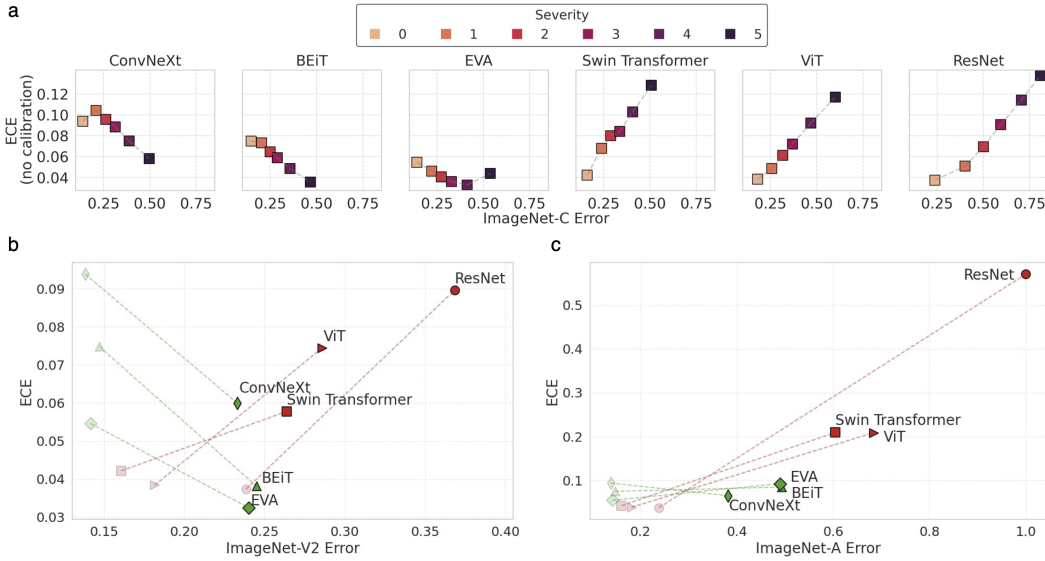 a
Severity
0 1 2 3 4 5
ConvNeXt BEiT EVA Swin Transformer ViT ResNet
ECE
(no calibration)
0.12
0.10
0.08
0.06
0.04
0.25 0.50 0.75 0.25 0.50 0.75 0.25 0.50 0.75 0.25 0.50 0.75 0.25 0.50 0.75 0.25 0.50 0.75
ImageNet-C Error
b
ECE
0.09
0.08
0.07
0.06
0.05
0.04
0.03
ResNet
ViT
ConvNeXt
Swin Transformer
BEiT
EVA
0.15 0.20 0.25 0.30 0.35 0.40
ImageNet-V2 Error
c
ECE
0.5
0.4
0.3
0.2
0.1
ResNet
Swin Transformer
ViT
EVA
BEiT
ConvNeXt
0.2 0.4 0.6 0.8 1.0
ImageNet-A Error